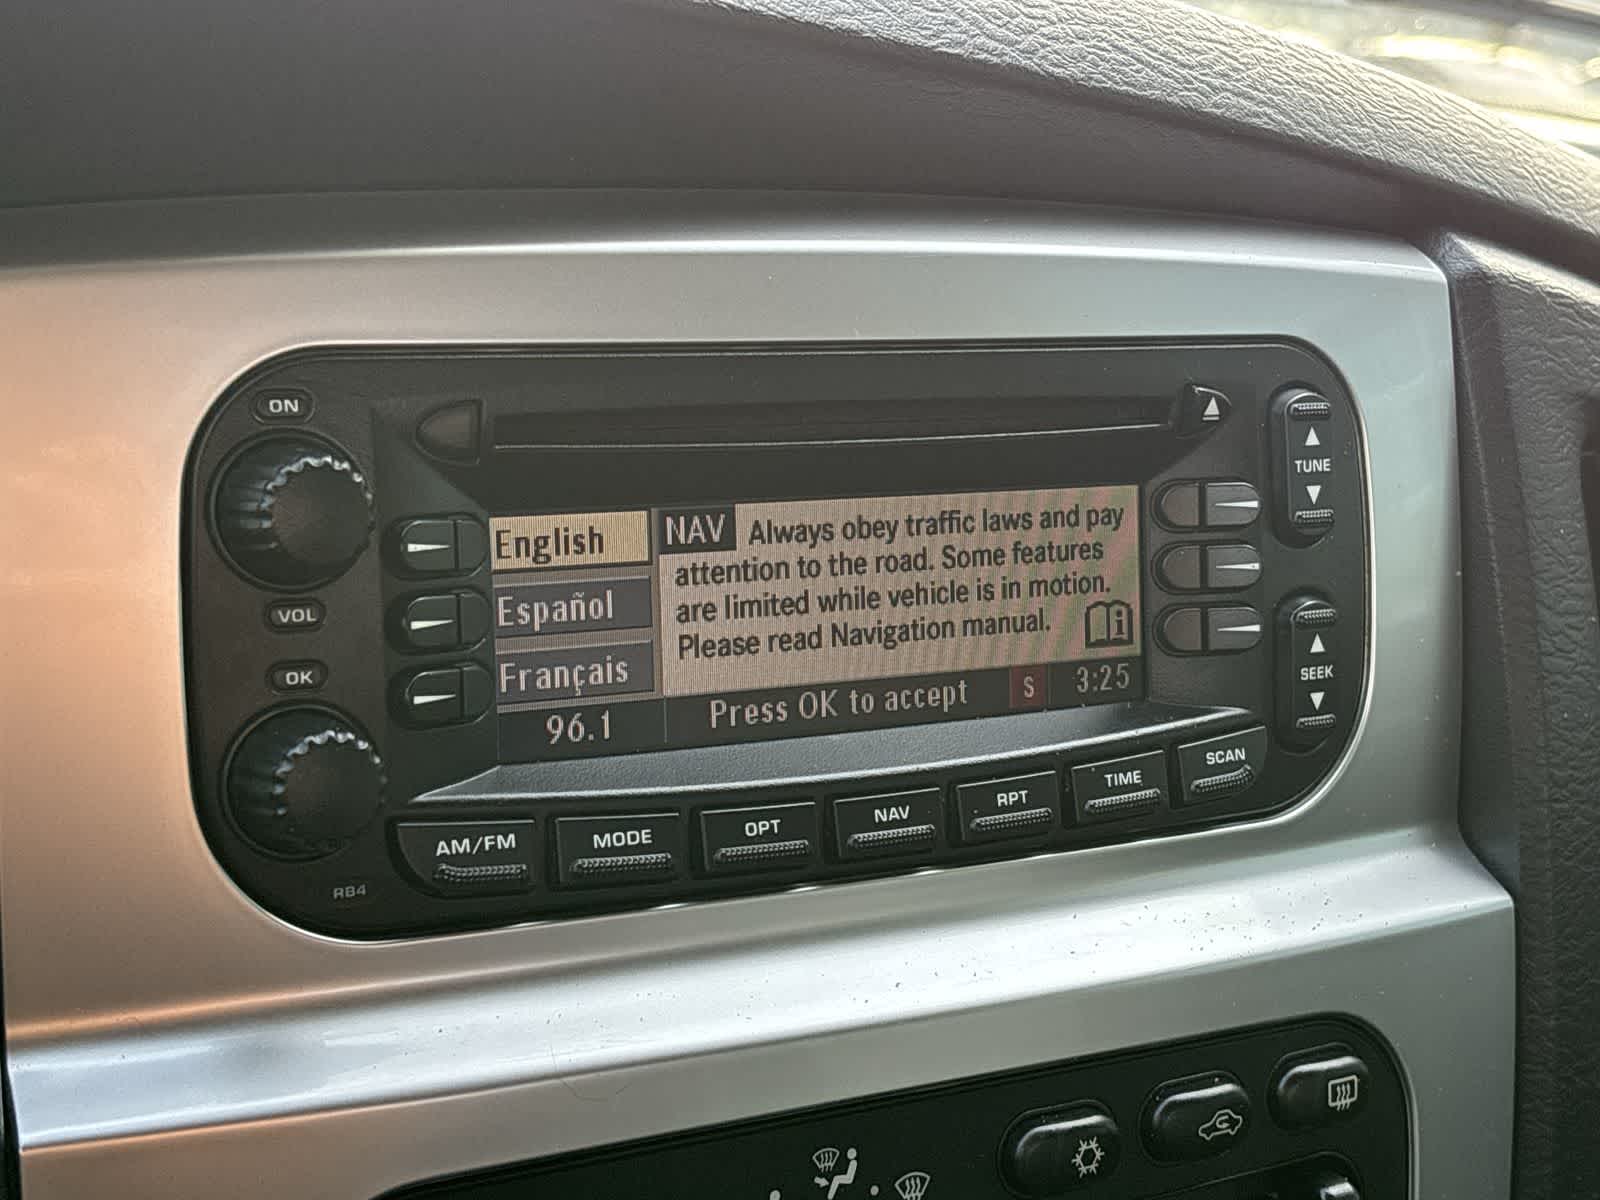 ON
VOL
OK
TUNE
SEEK
English
Español
Français
NAV Always obey traffic laws and pay
attention to the road. Some features
are limited while vehicle is in motion.
Please read Navigation manual.
96.1 Press OK to accept S 3:25
AM/FM MODE OPT NAV RPT TIME SCAN
RB4